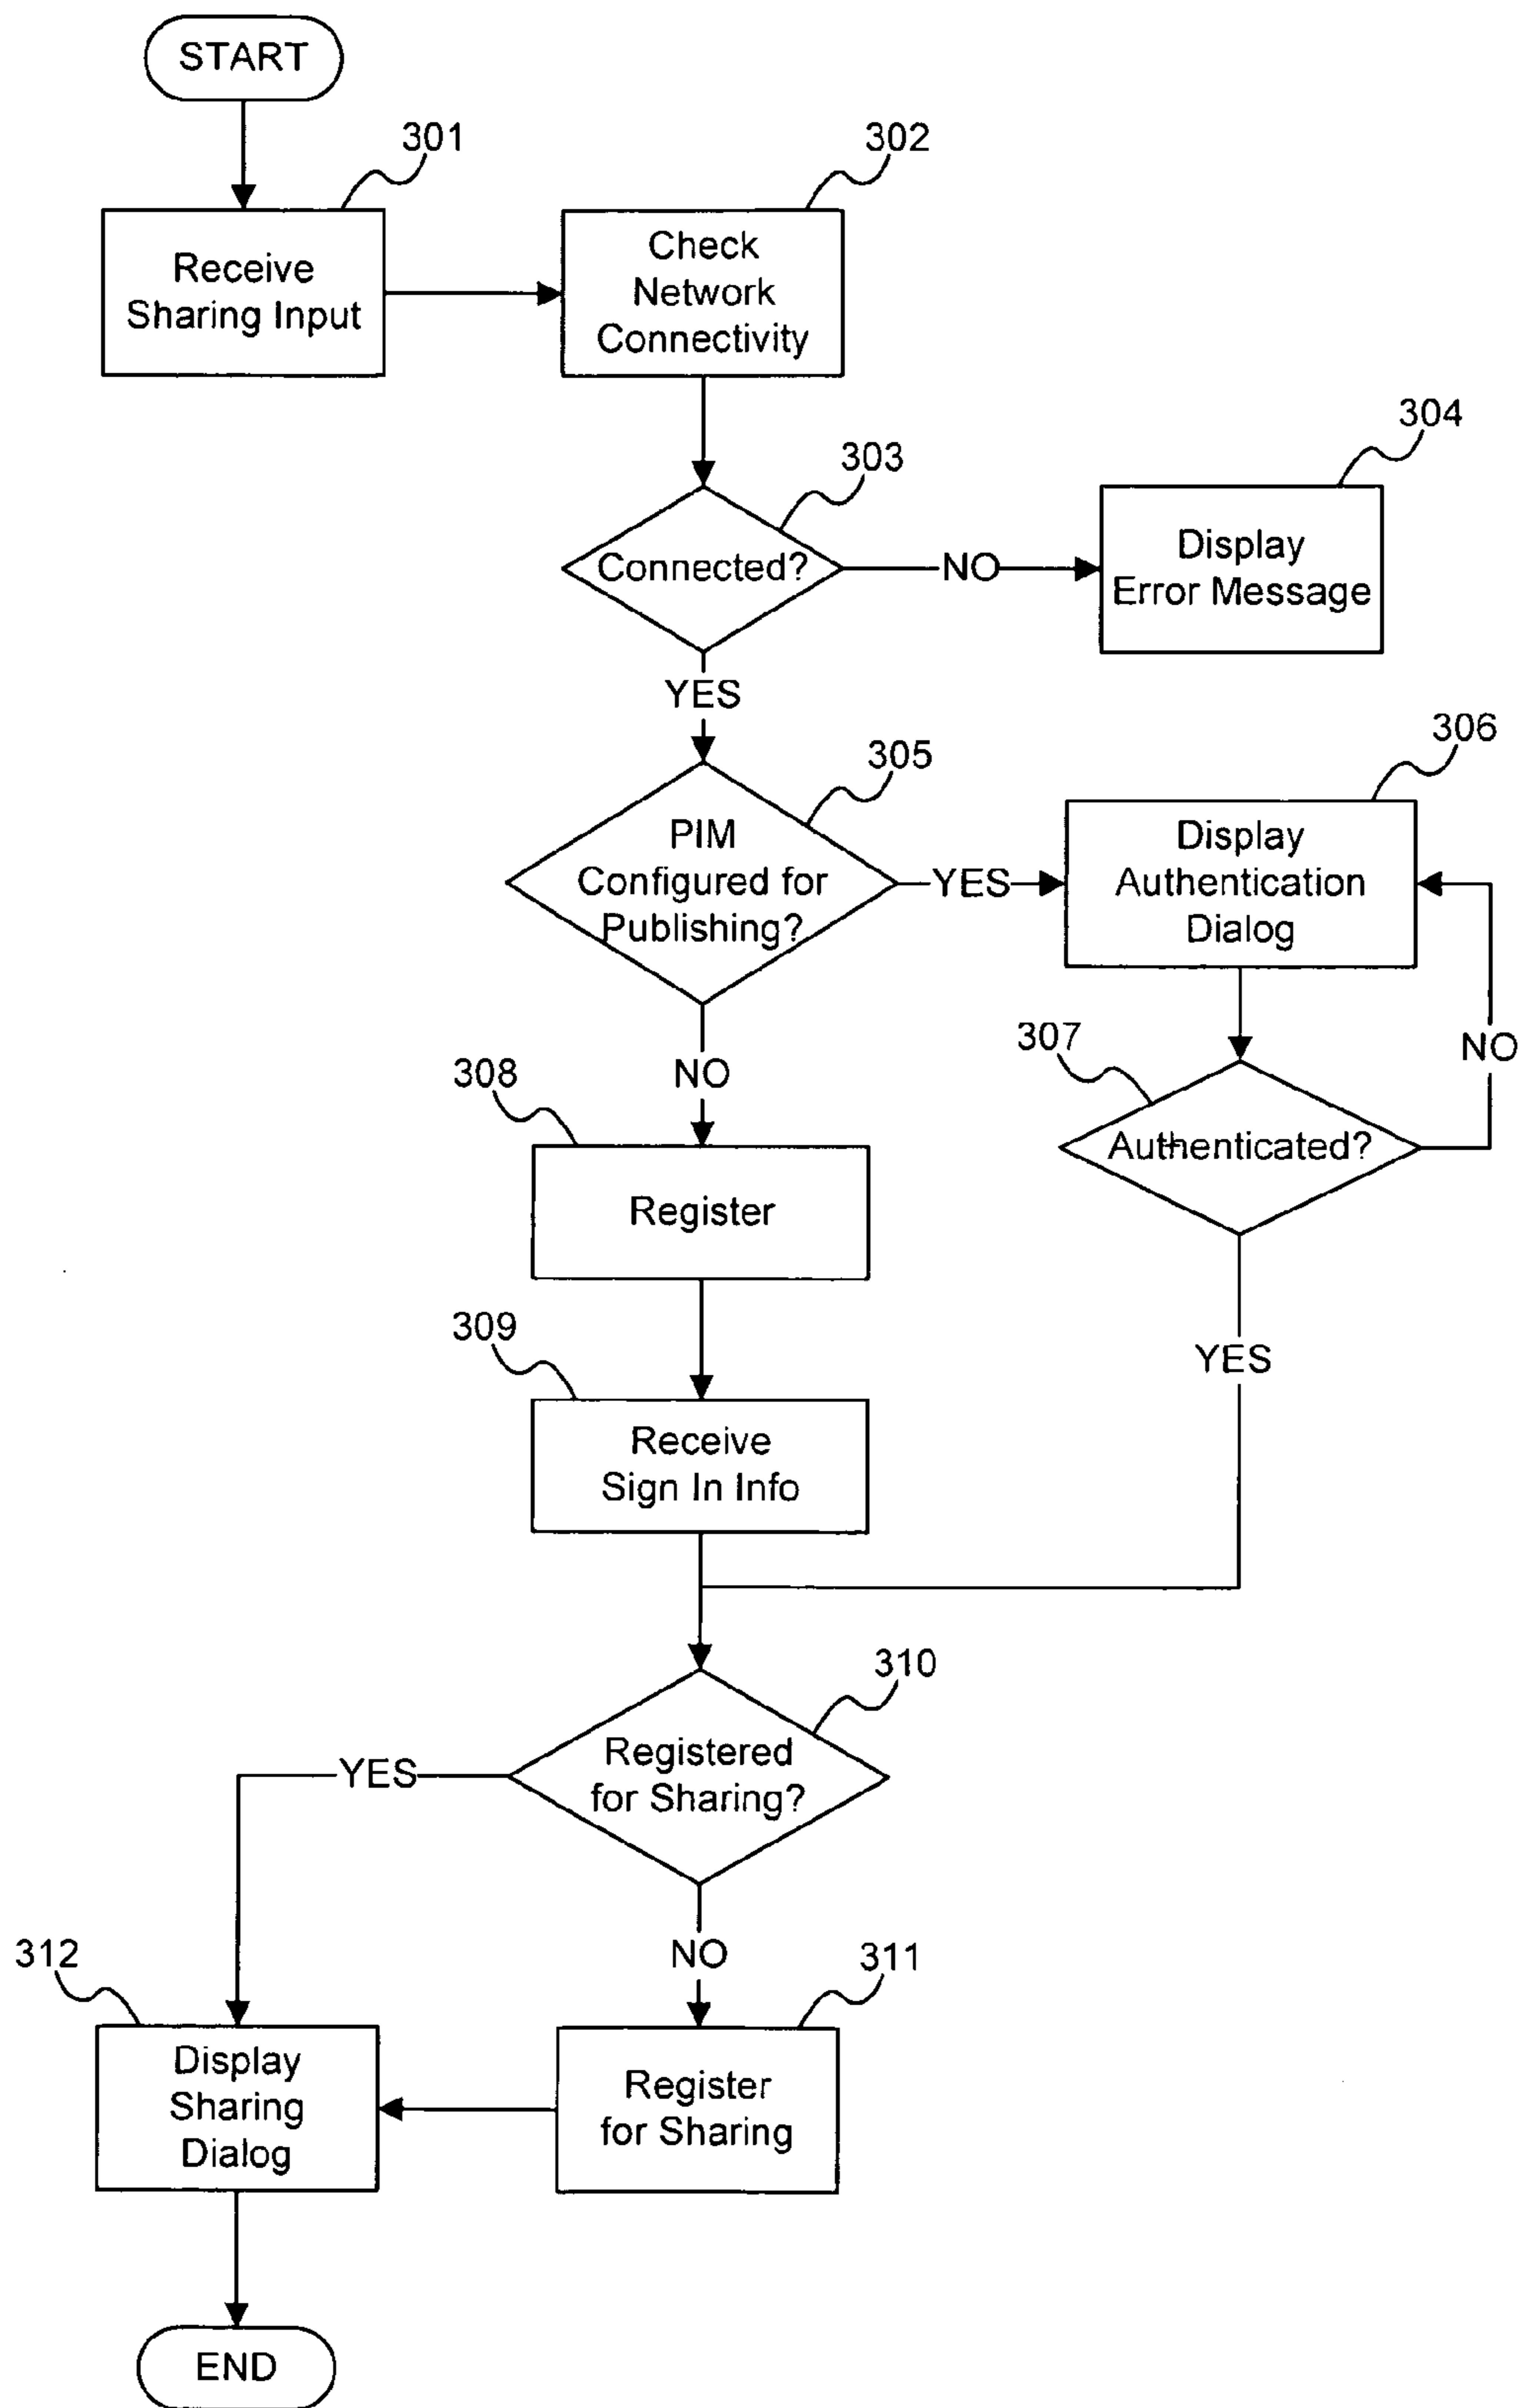 START
301
302
Receive
Sharing Input
Check
Network
Connectivity
303
304
Connected?
NO
Display
Error Message
YES
305
306
PIM
Configured for
Publishing?
YES
Display
Authentication
Dialog
307
NO
308
NO
Authenticated?
Register
309
YES
Receive
Sign In Info
310
Registered
for Sharing?
YES
312
NO
311
Display
Sharing
Dialog
Register
for Sharing
END